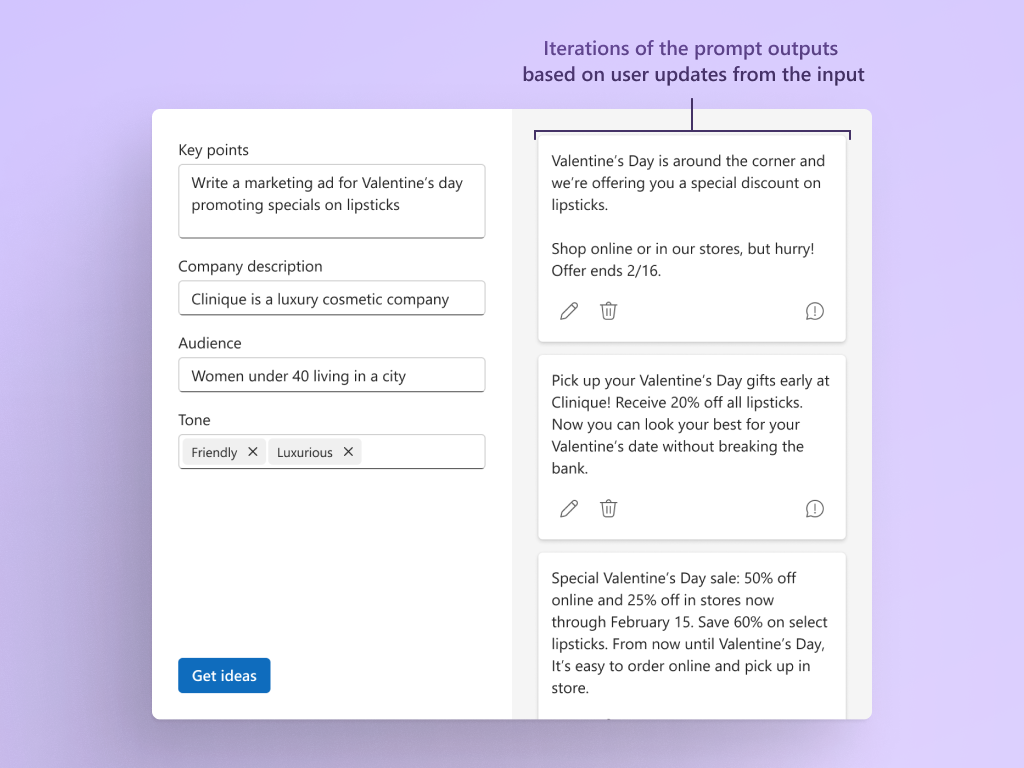 Iterations of the prompt outputs
based on user updates from the input
Key points
Write a marketing ad for Valentine's day
promoting specials on lipsticks
Company description
Clinique is a luxury cosmetic company
Audience
Women under 40 living in a city
Tone
Friendly
Luxurious
Get ideas
Valentine's Day is around the corner and
we're offering you a special discount on
lipsticks.
Shop online or in our stores, but hurry!
Offer ends 2/16.
Pick up your Valentine's Day gifts early at
Clinique! Receive 20% off all lipsticks.
Now you can look your best for your
Valentine's date without breaking the
bank.
Special Valentine's Day sale: 50% off
online and 25% off in stores now
through February 15. Save 60% on select
lipsticks. From now until Valentine's Day,
It's easy to order online and pick up in
store.